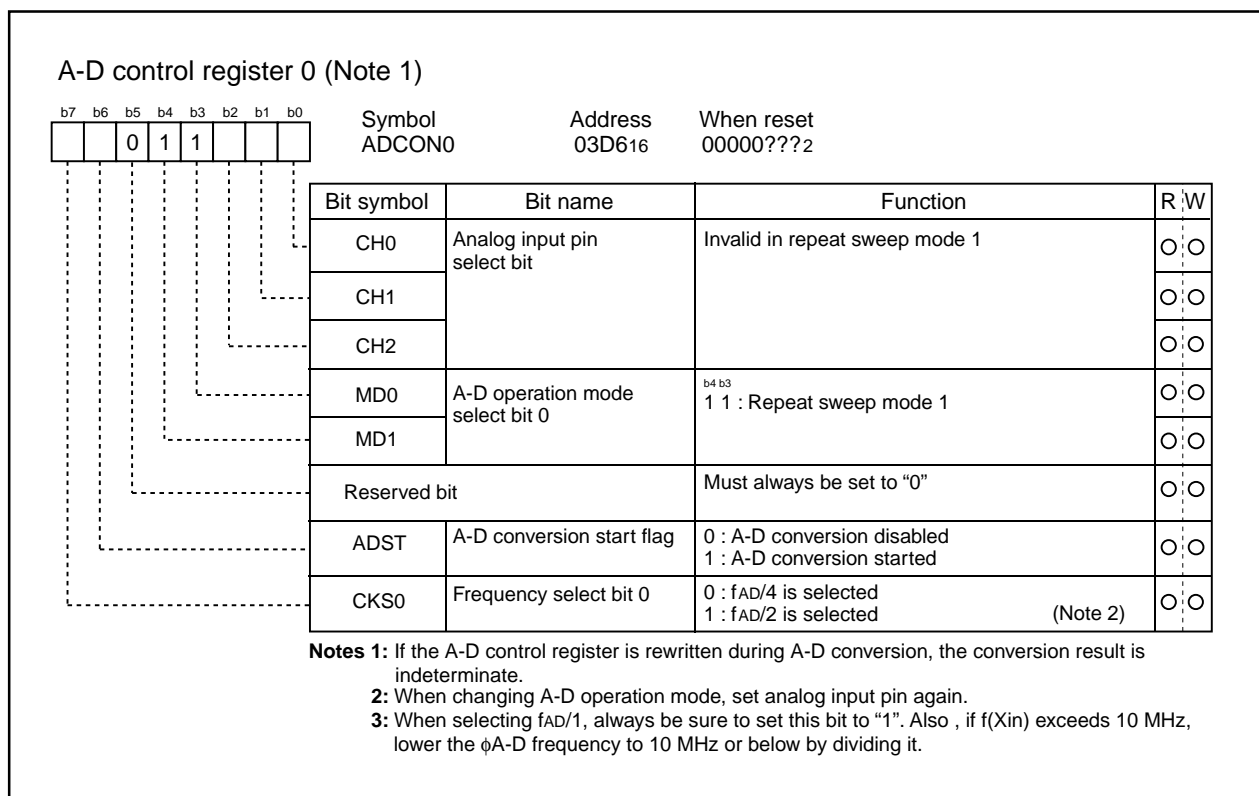 A-D control register 0 (Note 1)
b7 b6 b5 b4 b3 b2 b1 b0
0 1 1
Symbol Address When reset
ADCON0 03D616 00000???2
Bit symbol Bit name Function R W
CH0 Analog input pin Invalid in repeat sweep mode 1
select bit
CH1
CH2
b4 b3
MD0 A-D operation mode 1 1 : Repeat sweep mode 1
select bit 0
MD1
Reserved bit Must always be set to “0”
ADST A-D conversion start flag 0 : A-D conversion disabled
1 : A-D conversion started
CKS0 Frequency select bit 0 0 : fAD/4 is selected
1 : fAD/2 is selected (Note 2)
Notes 1: If the A-D control register is rewritten during A-D conversion, the conversion result is
indeterminate.
2: When changing A-D operation mode, set analog input pin again.
3: When selecting fAD/1, always be sure to set this bit to “1”. Also , if f(Xin) exceeds 10 MHz,
lower the ϕA-D frequency to 10 MHz or below by dividing it.